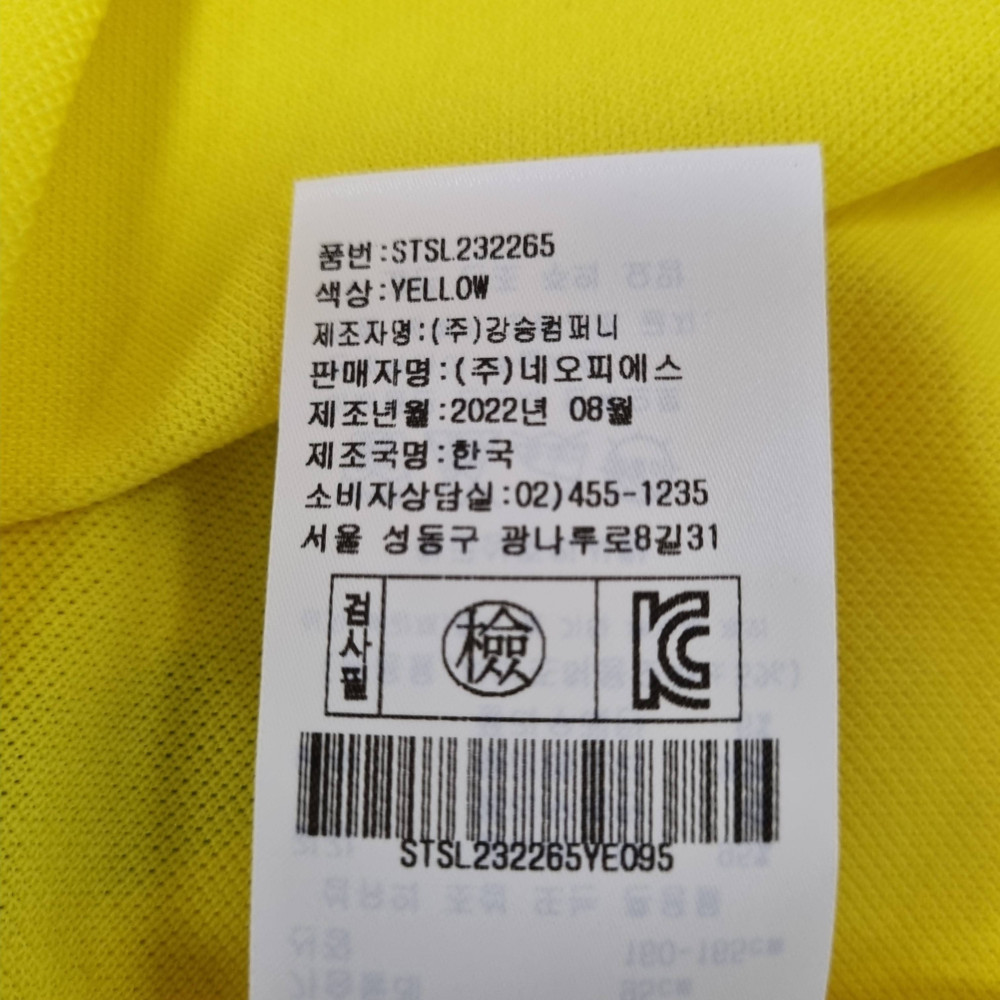 품번:STSL232265
색상:YELLOW
제조자명:(주)강승컴퍼니
판매자명:(주)네오피에스
제조년월:2022년 08월
제조국명:한국
소비자상담실:02)455-1235
서울 성동구 광나루로8길31
검사필
檢
KC
STSL232265YE095